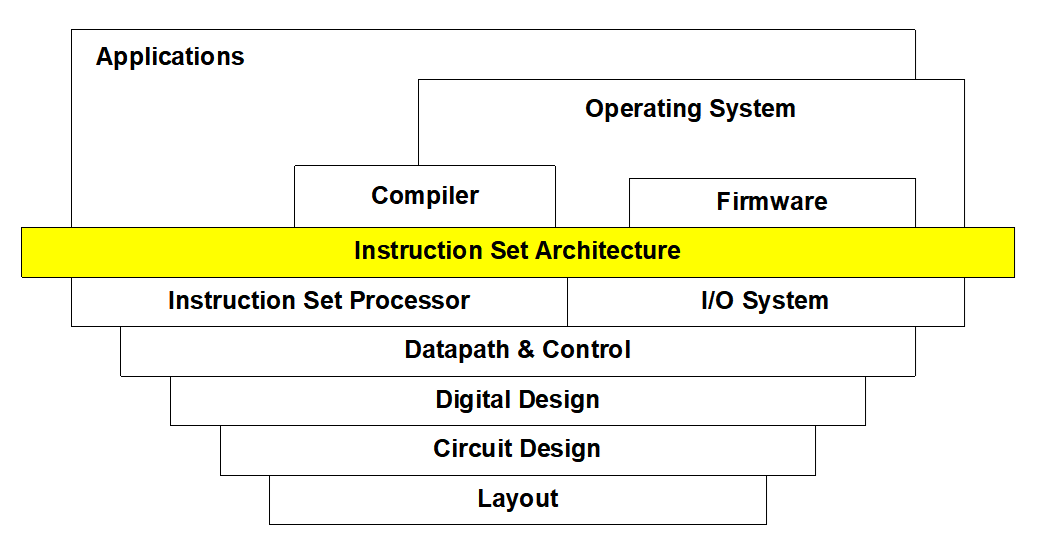 Applications
Operating System
Compiler
Firmware
Instruction Set Architecture
Instruction Set Processor
I/O System
Datapath & Control
Digital Design
Circuit Design
Layout